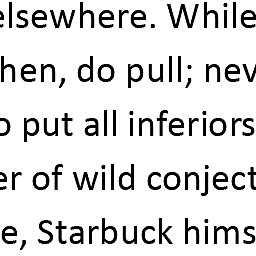 elsewhere. While
hen, do pull; nev
o put all inferiors
er of wild conject
e, Starbuck hims